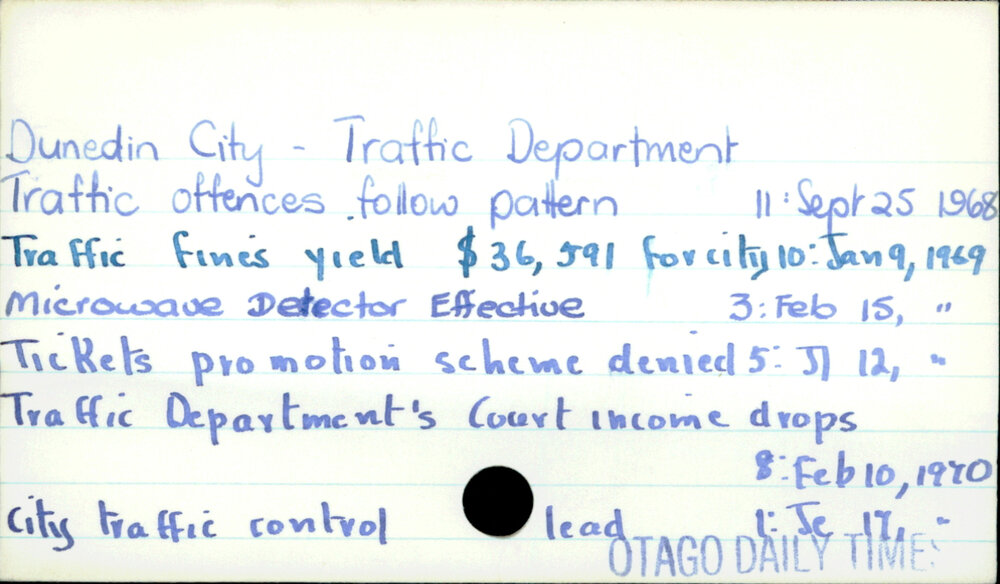 Dunedin City - Traffic Department
Traffic offences follow pattern 11: Sept 25 1968
Traffic fines yield $36,591 for city 10: Jan 9, 1969
Microwave Detector Effective 3: Feb 15, "
Tickets promotion scheme denied 5: Jl 12, "
Traffic Department's Court income drops
8: Feb 10, 1970
City traffic control lead 1: Je 17, "
OTAGO DAILY TIMES